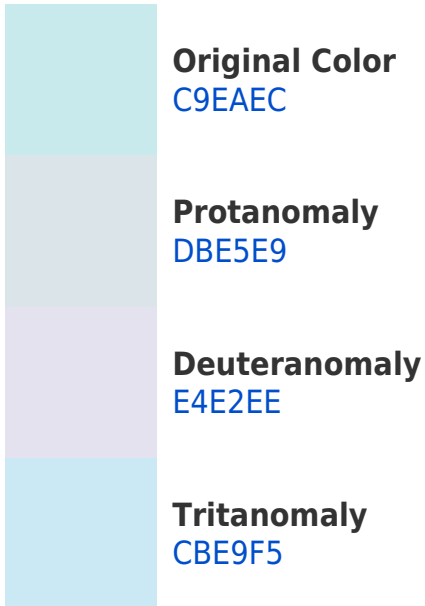 Original Color
C9EAEC
Protanomaly
DBE5E9
Deuteranomaly
E4E2EE
Tritanomaly
CBE9F5